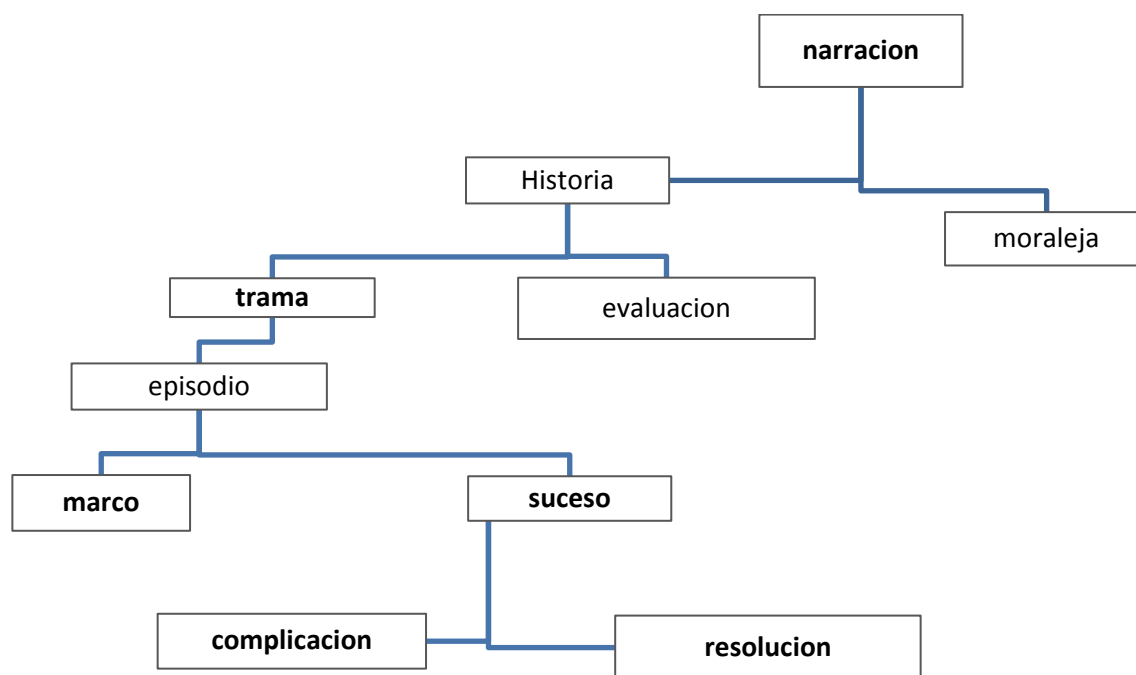 narracion
Historia
moraleja
trama
evaluacion
episodio
marco
suceso
complicacion
resolucion